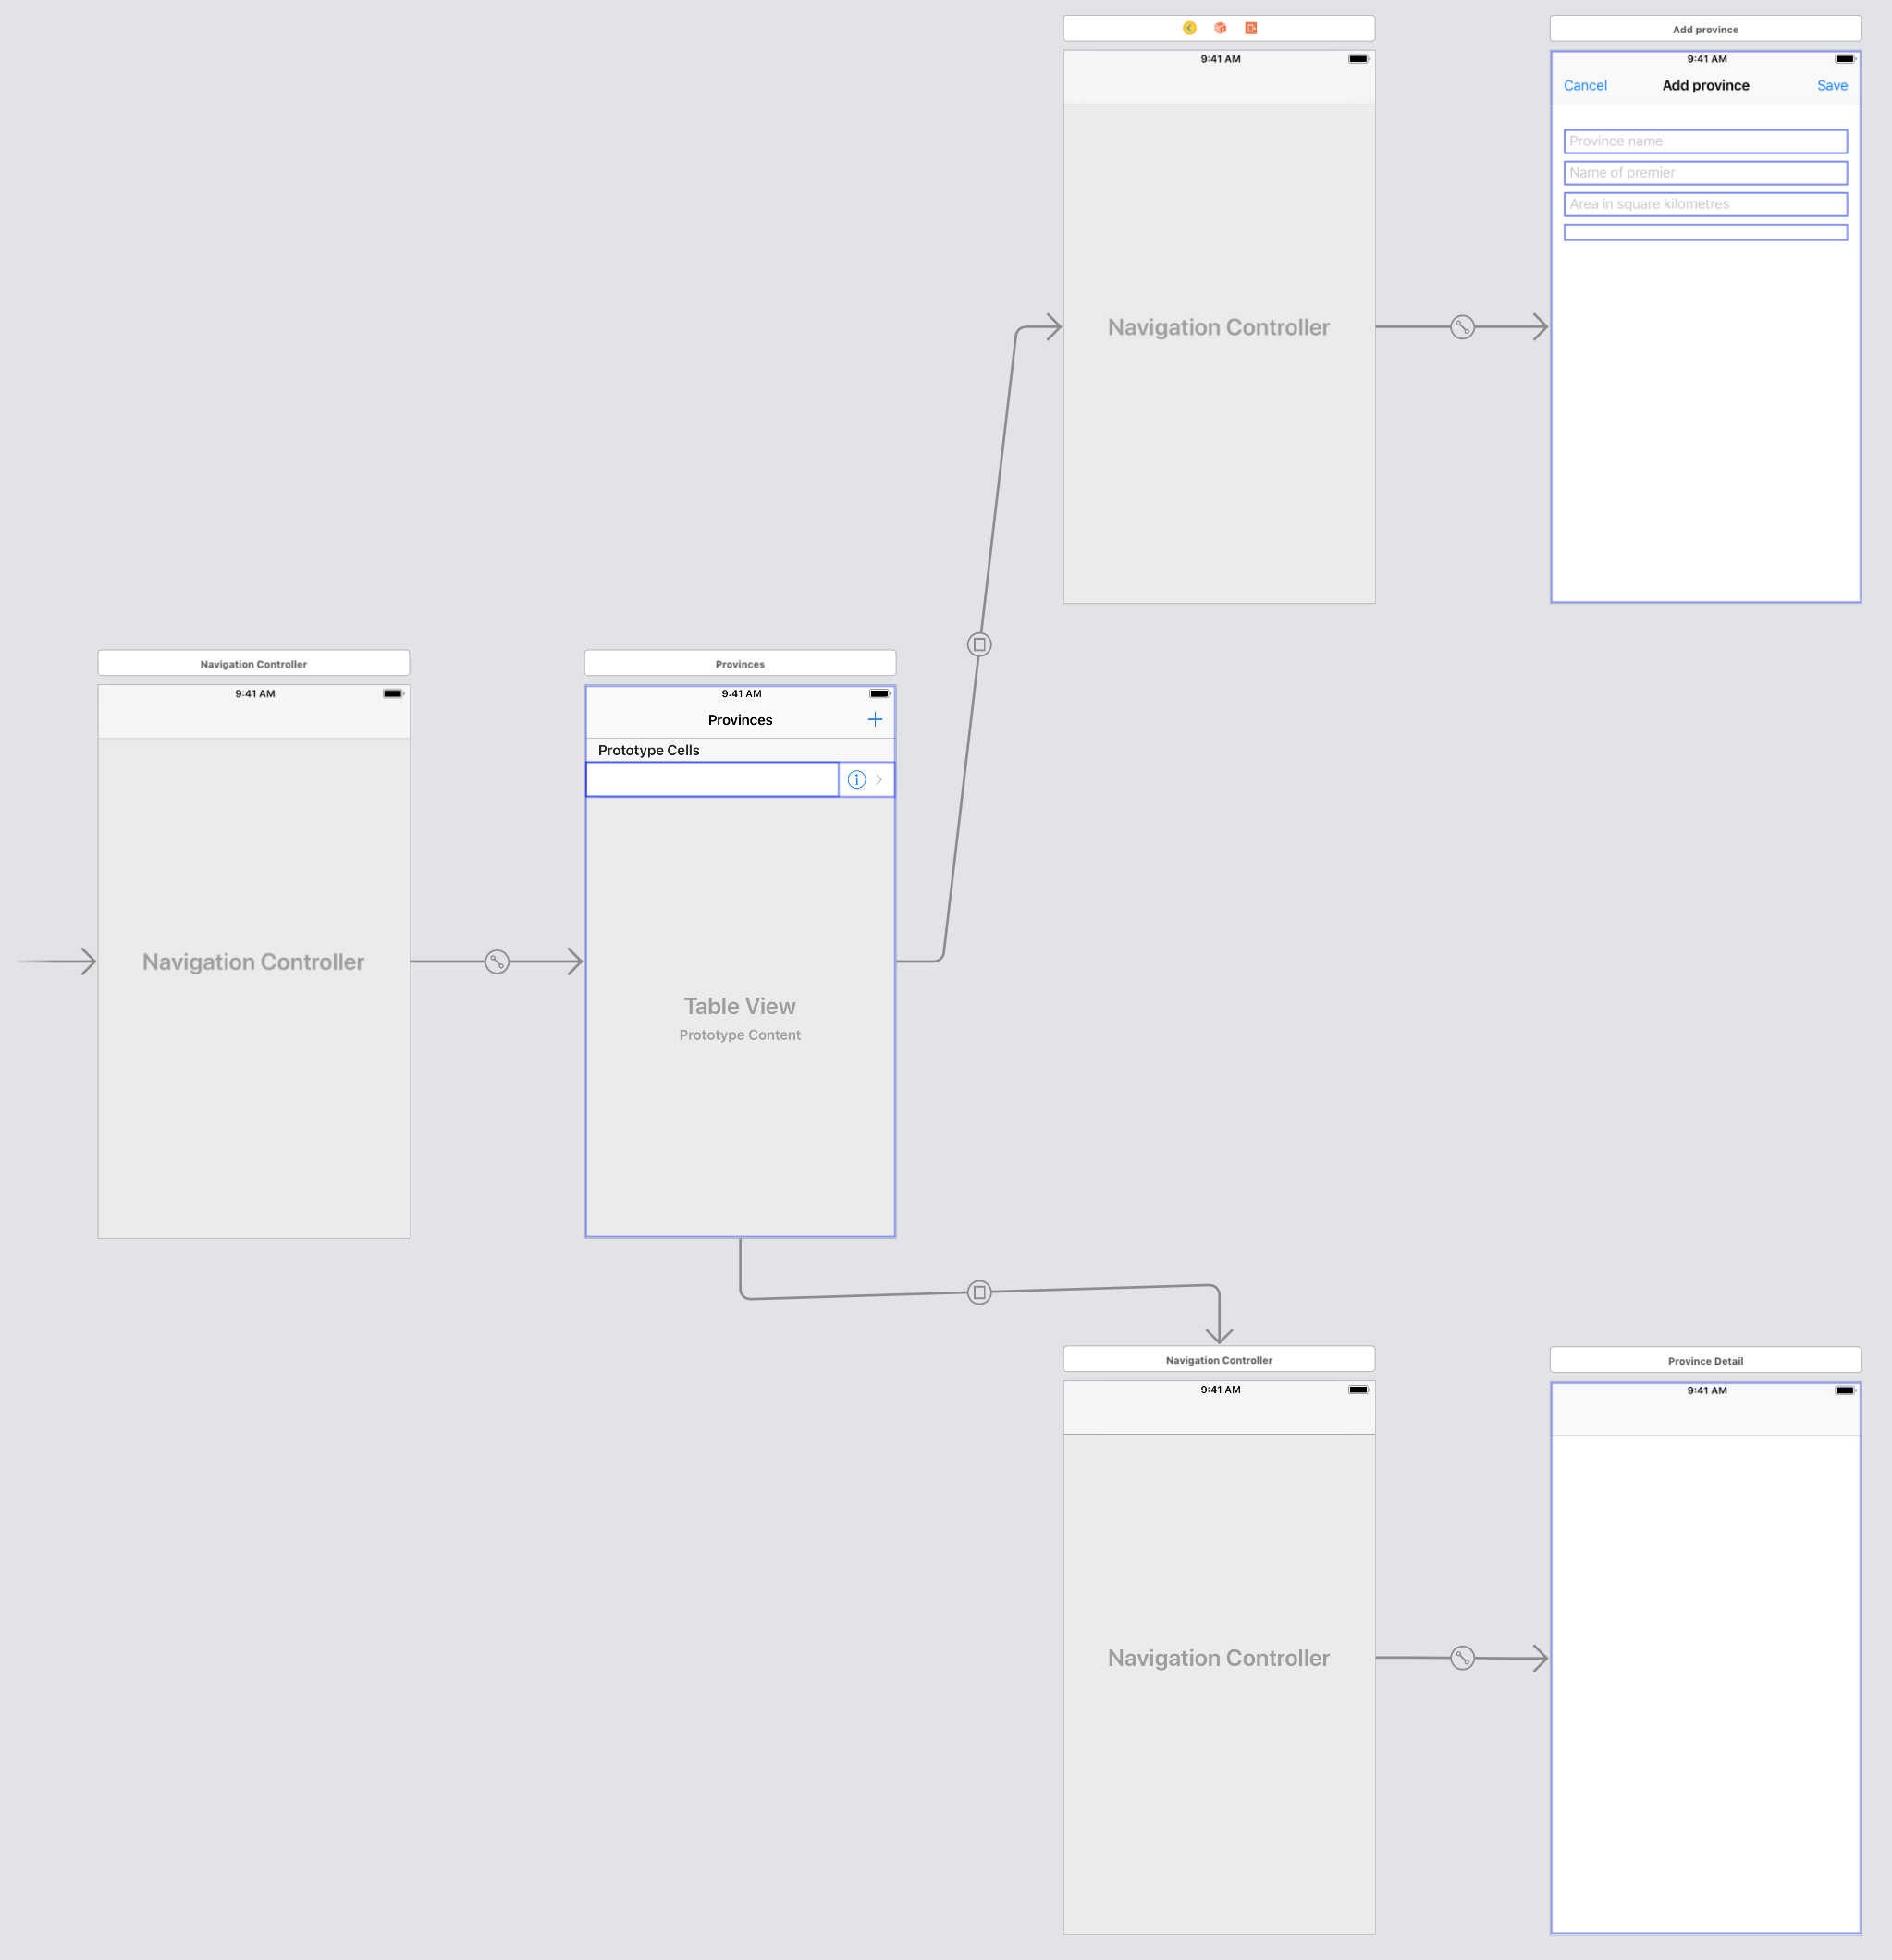 9:41 AM
Navigation Controller
Add province
9:41 AM
Cancel Add province Save
Province name
Name of premier
Area in square kilometres
Navigation Controller
9:41 AM
Navigation Controller
Provinces
9:41 AM
Provinces +
Prototype Cells
Table View
Prototype Content
Navigation Controller
9:41 AM
Navigation Controller
Province Detail
9:41 AM